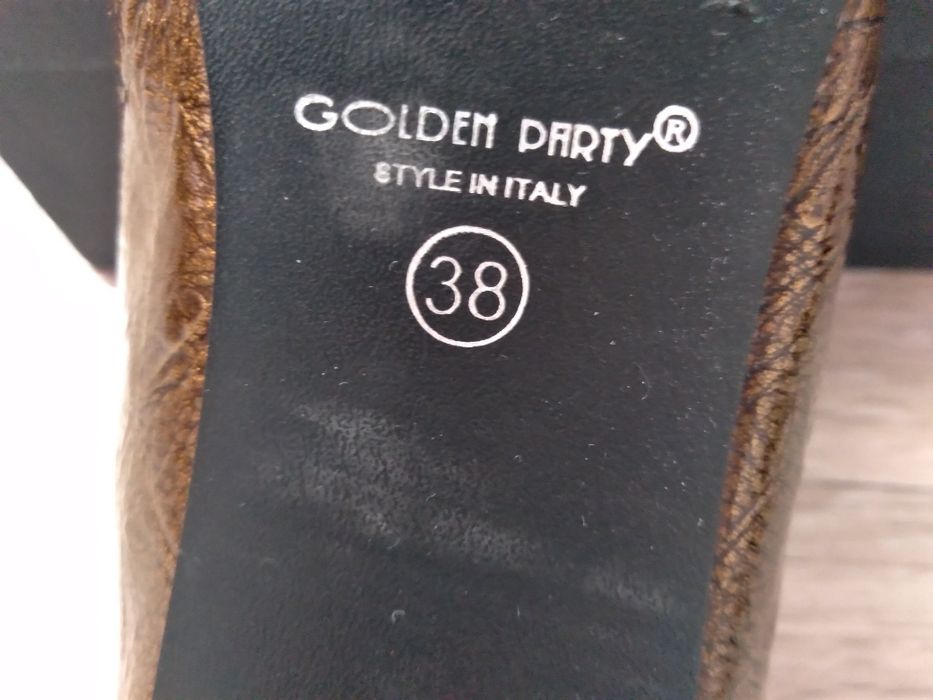 GOLDEN PARTY®
STYLE IN ITALY
38